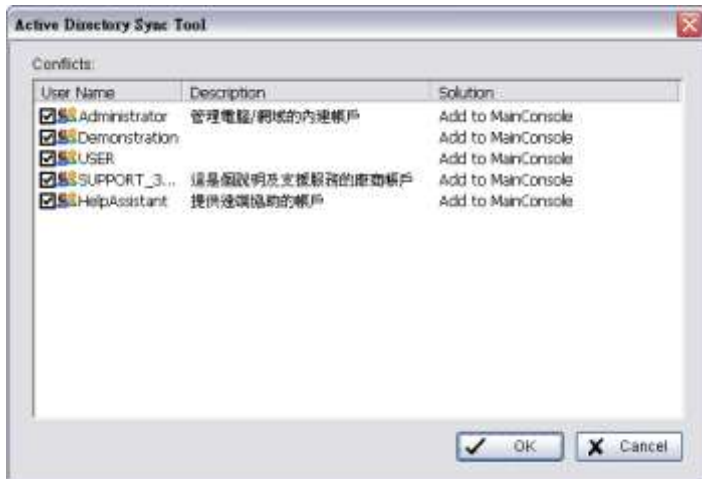 Active Directory Sync Tool
Conflicts:
User Name Description Solution
Administrator 管理電腦/網域的內建帳戶 Add to MainConsole
Demonstration Add to MainConsole
USER Add to MainConsole
SUPPORT_3... 這是個說明及支援服務的廠商帳戶 Add to MainConsole
HelpAssistant 提供遠端協助的帳戶 Add to MainConsole
OK Cancel